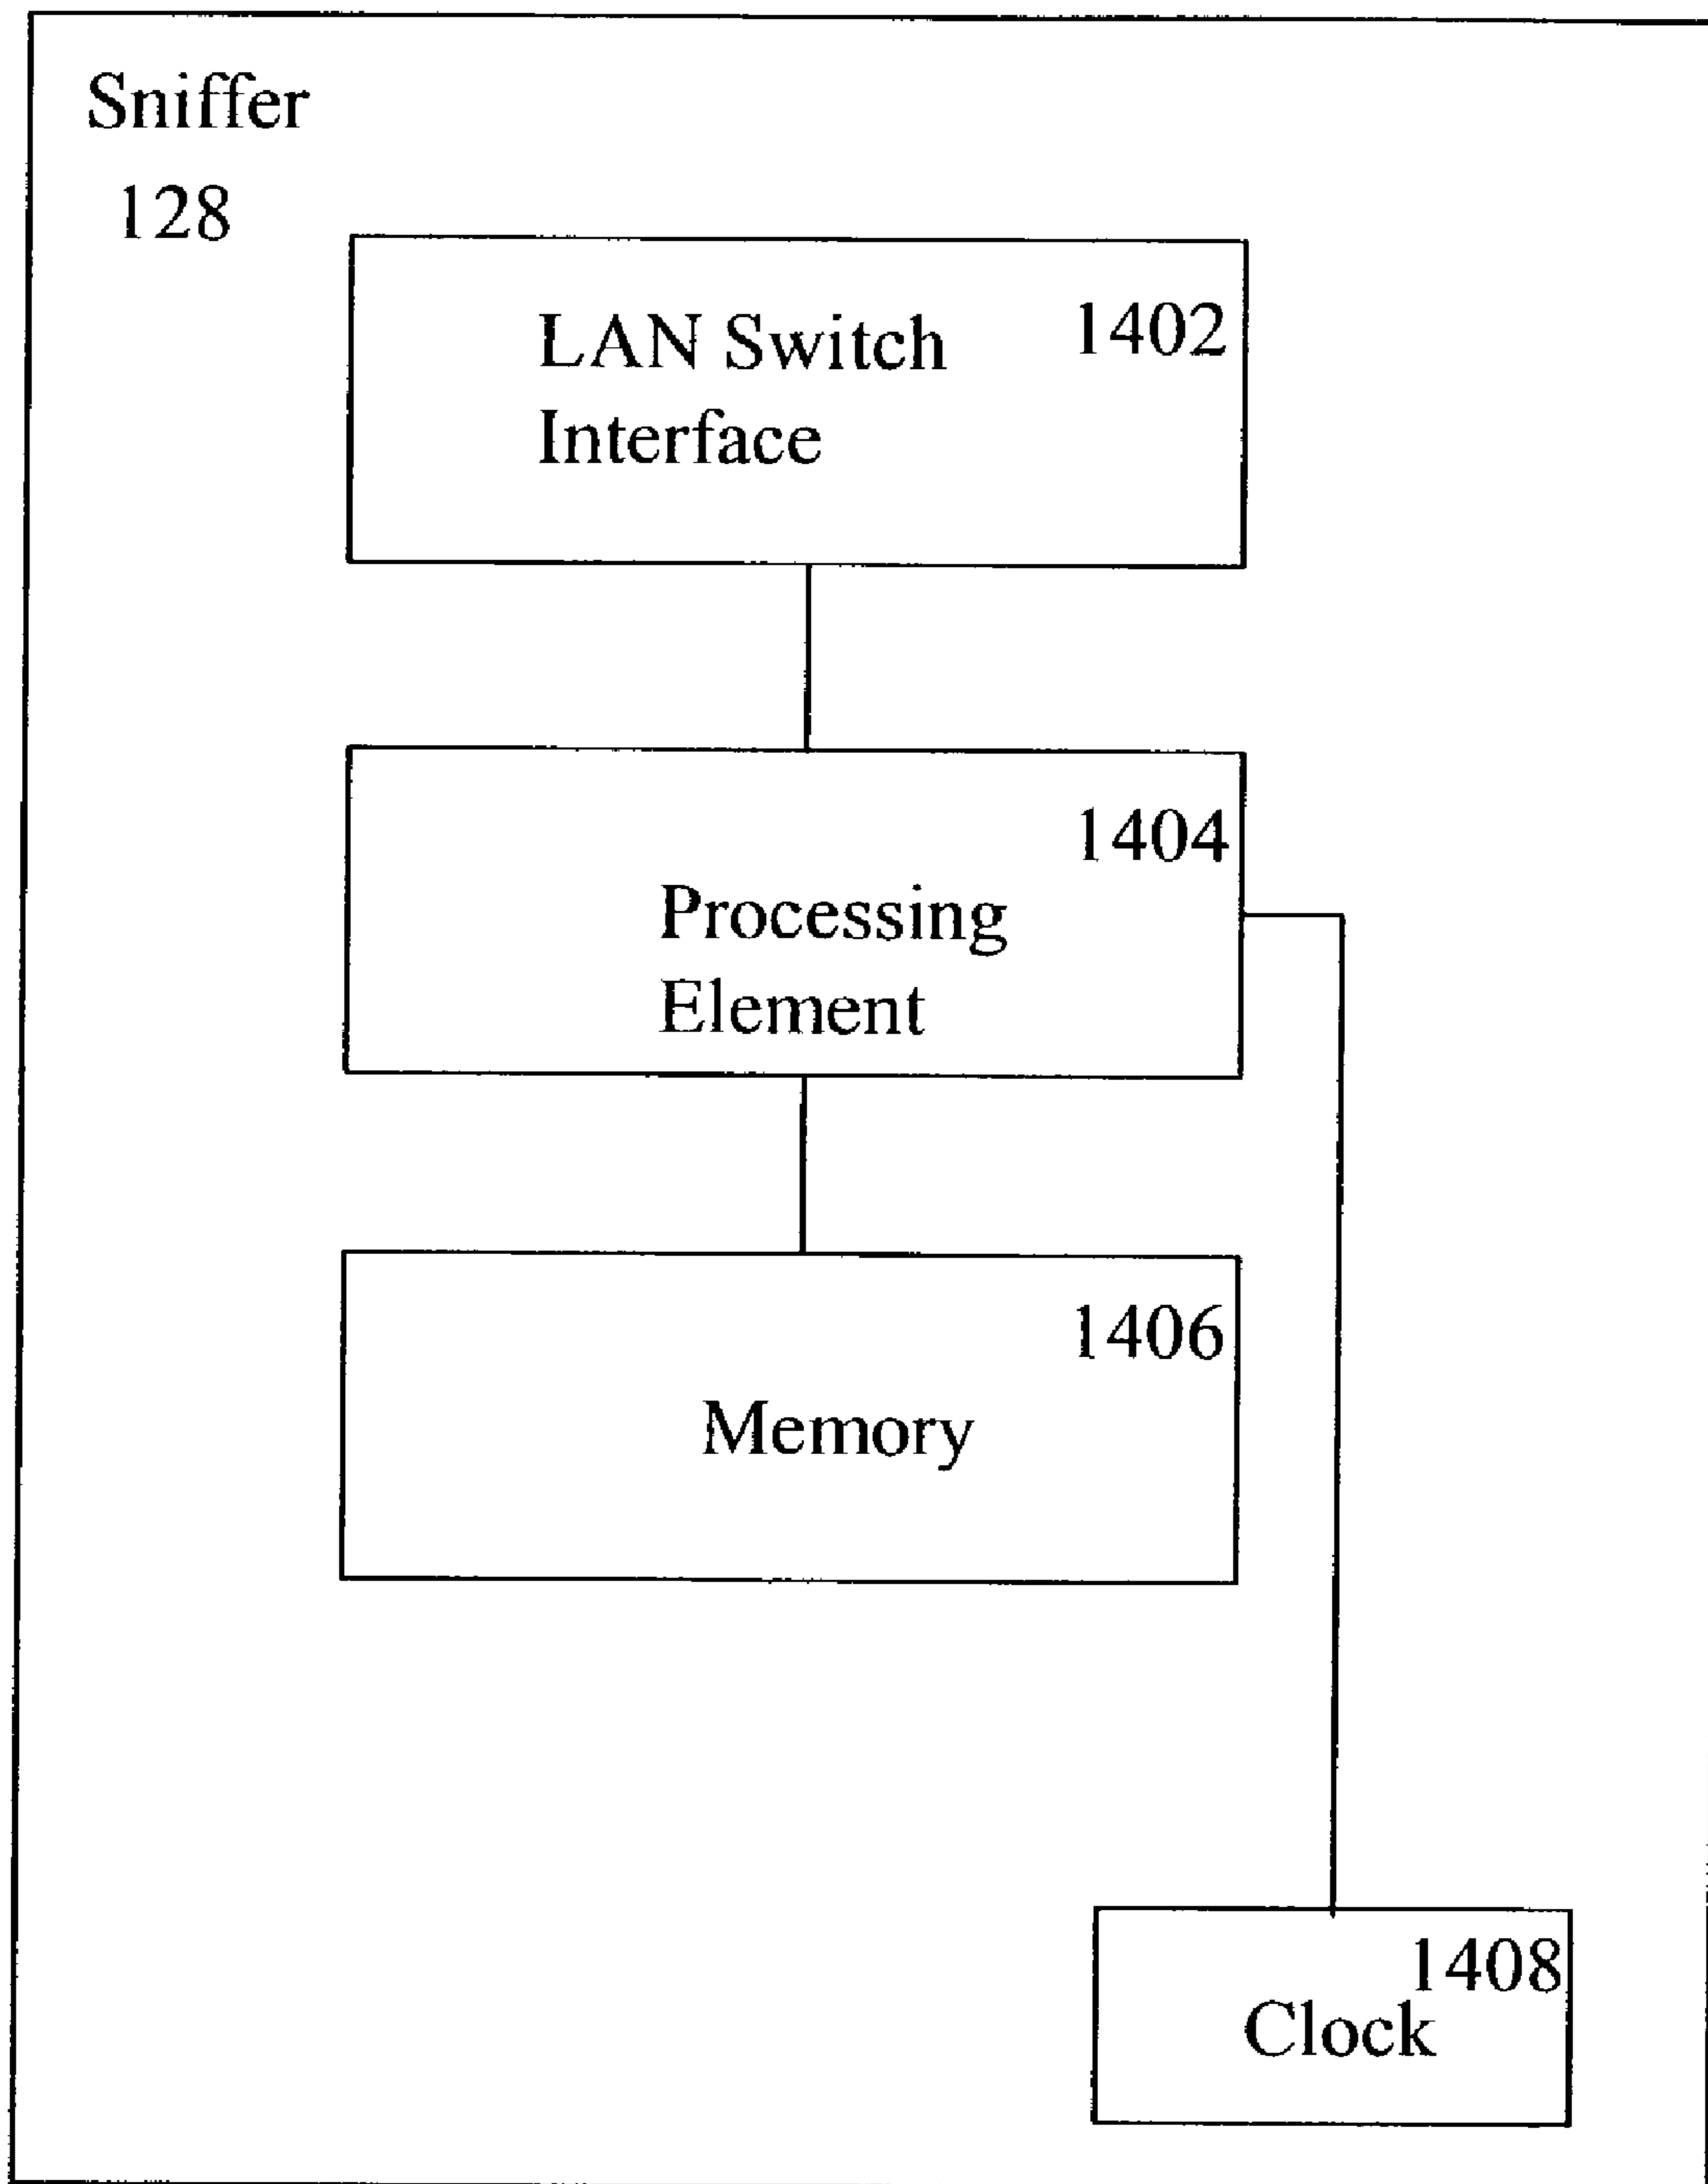 Sniffer
128
1402
LAN Switch
Interface
1404
Processing
Element
1406
Memory
1408
Clock